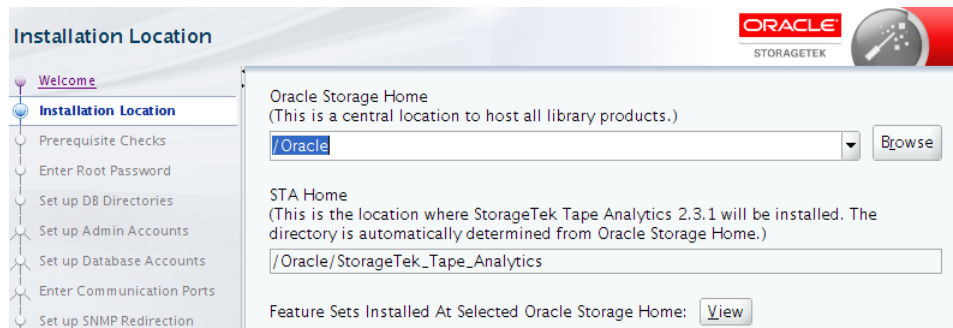 Installation Location
ORACLE
STORAGETEK
Welcome
Installation Location
Prerequisite Checks
Enter Root Password
Set up DB Directories
Set up Admin Accounts
Set up Database Accounts
Enter Communication Ports
Set up SNMP Redirection
Oracle Storage Home
(This is a central location to host all library products.)
/Oracle
Browse
STA Home
(This is the location where StorageTek Tape Analytics 2.3.1 will be installed. The
directory is automatically determined from Oracle Storage Home.)
/Oracle/StorageTek_Tape_Analytics
Feature Sets Installed At Selected Oracle Storage Home:
View